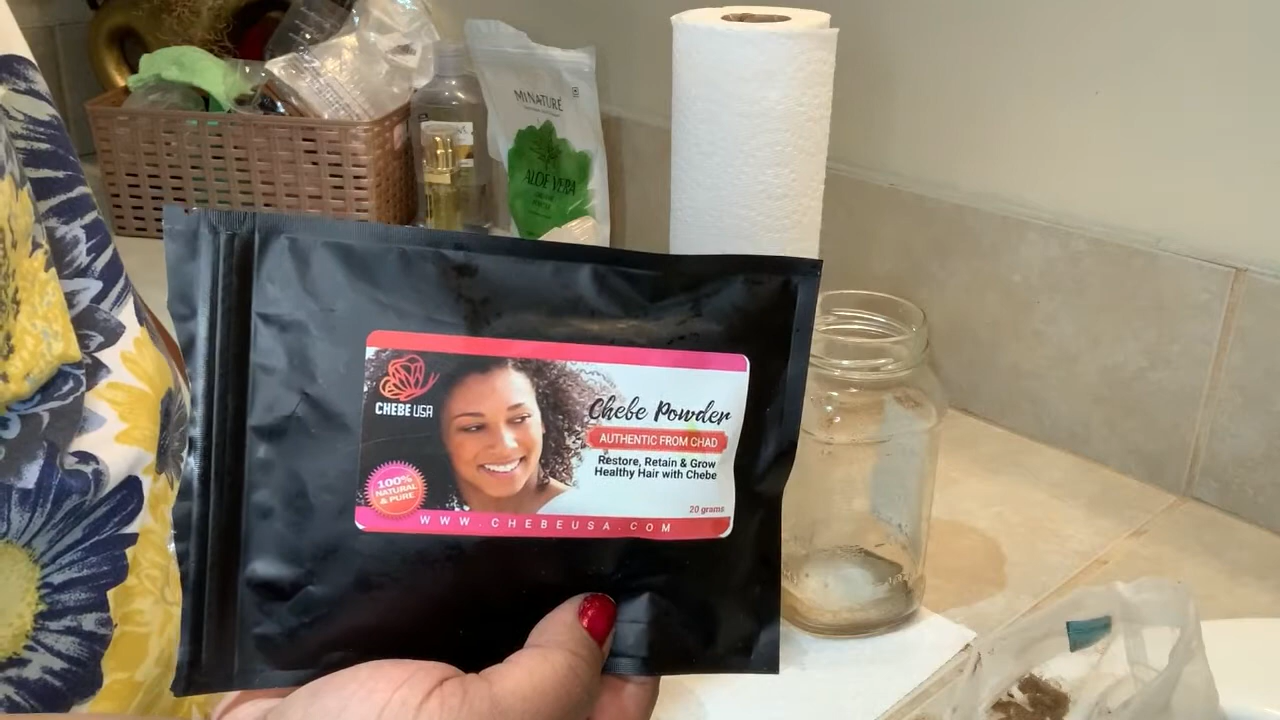 MINATURE
ALOE VERA
CHEBE USA
Chebe Powder
AUTHENTIC FROM CHAD
Restore, Retain & Grow
Healthy Hair with Chebe
100%
NATURAL
& PURE
20 grams
WWW.CHEBEUSA.COM